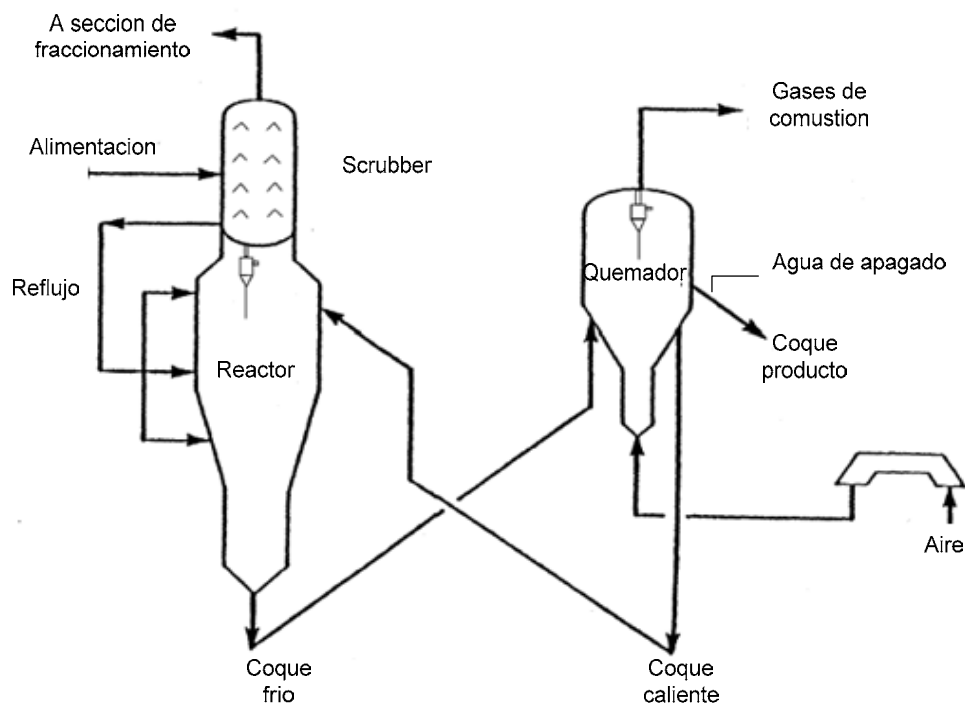 A seccion de
fraccionamiento
Gases de
comustion
Alimentacion
Scrubber
Agua de apagado
Quemador
Reflujo
Coque
producto
Reactor
Aire
Coque
frio
Coque
caliente